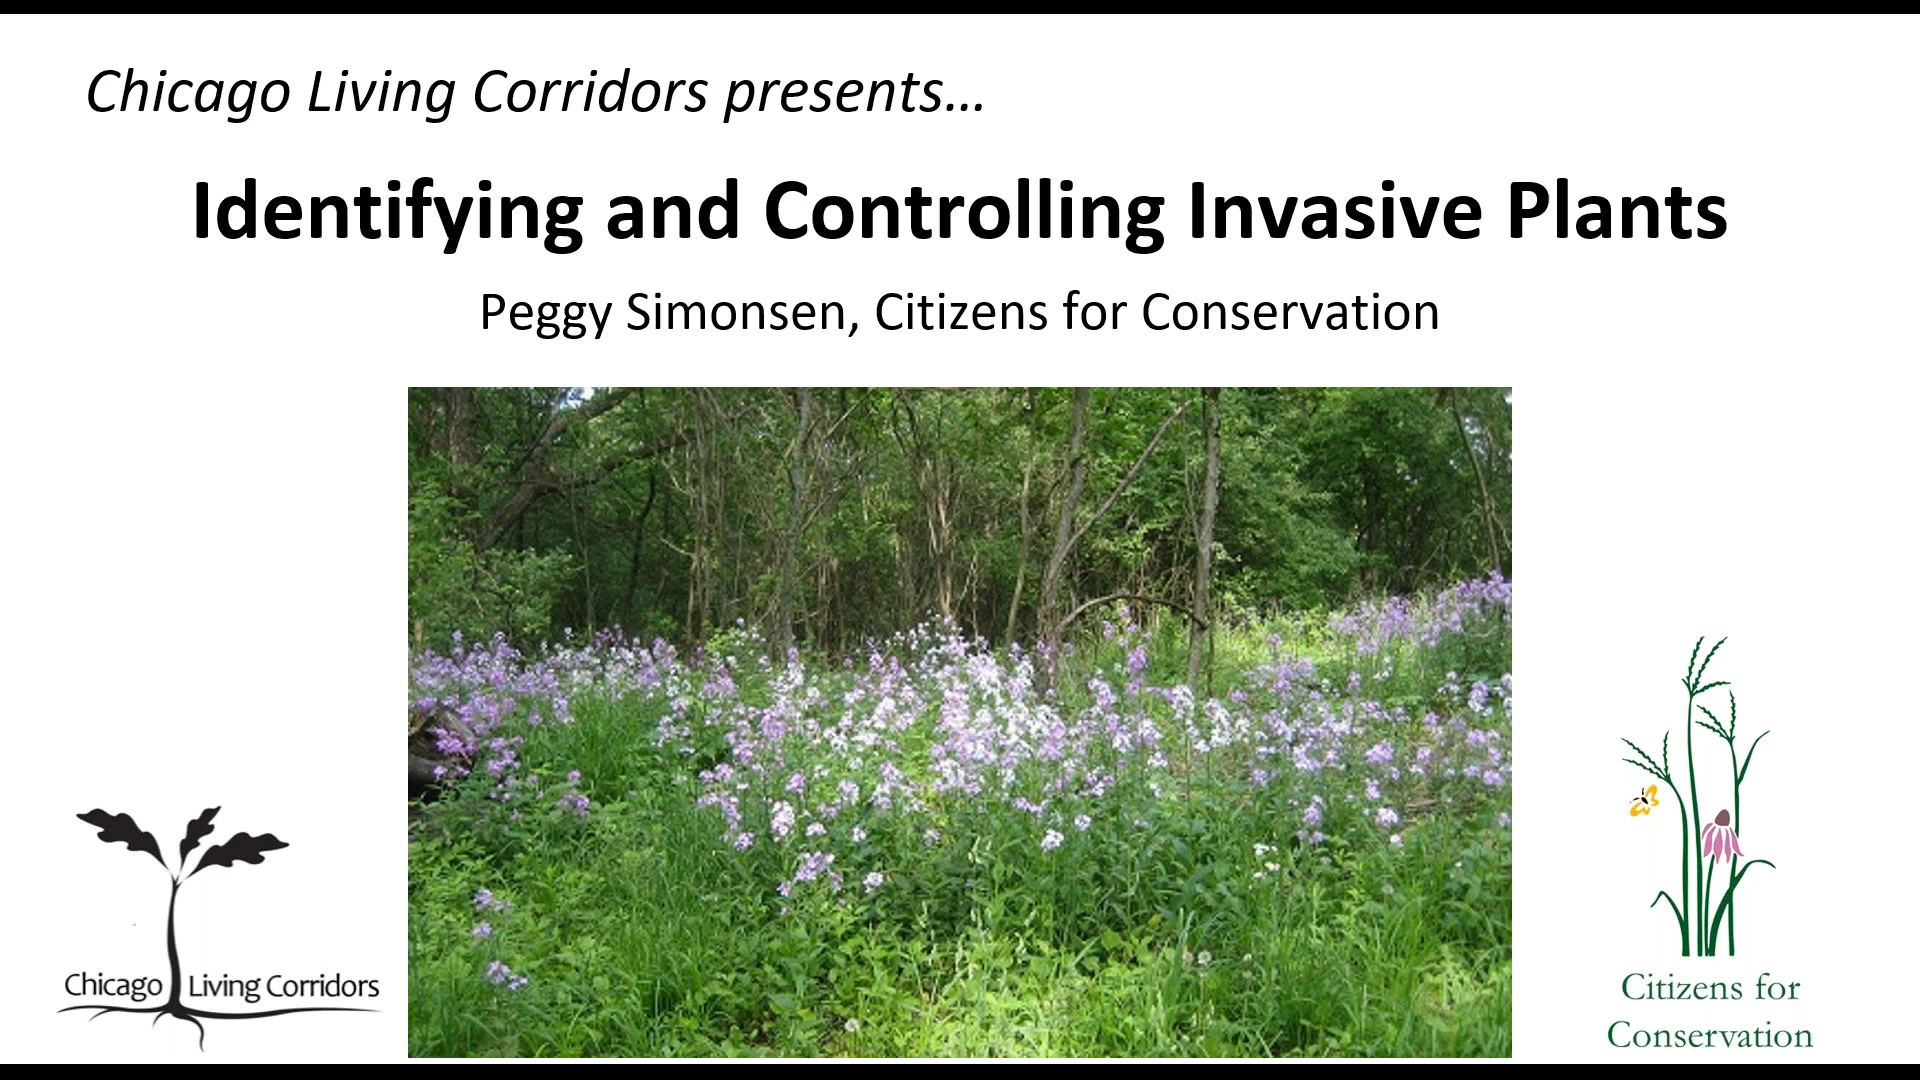 Chicago Living Corridors presents…
Identifying and Controlling Invasive Plants
Peggy Simonsen, Citizens for Conservation
Chicago Living Corridors
Citizens for
Conservation